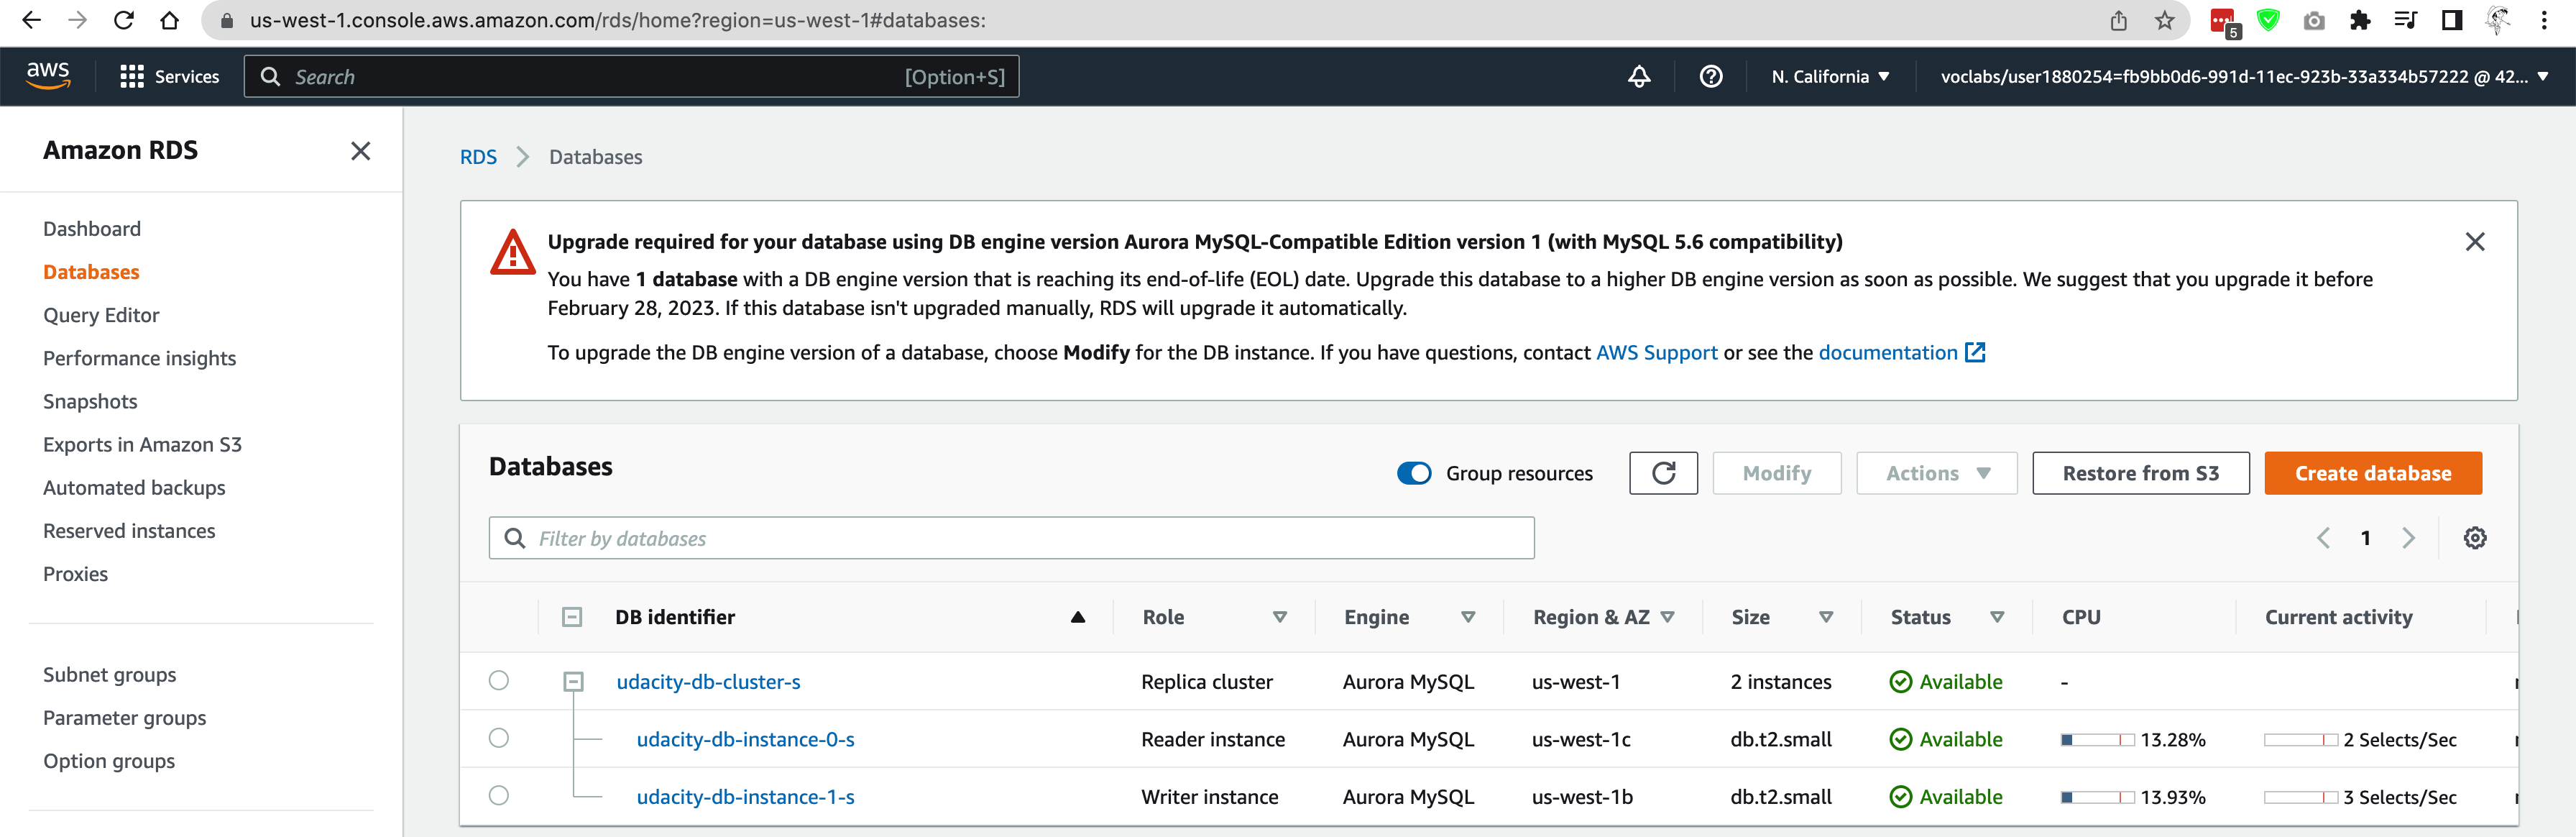 us-west-1.console.aws.amazon.com/rds/home?region=us-west-1#databases:
5
aws
Services
Search
[Option+S]
N. California
voclabs/user1880254=fb9bb0d6-991d-11ec-923b-33a334b57222 @ 42...
Amazon RDS
Dashboard
Databases
Query Editor
Performance insights
Snapshots
Exports in Amazon S3
Automated backups
Reserved instances
Proxies
Subnet groups
Parameter groups
Option groups
RDS > Databases
Upgrade required for your database using DB engine version Aurora MySQL-Compatible Edition version 1 (with MySQL 5.6 compatibility)
You have 1 database with a DB engine version that is reaching its end-of-life (EOL) date. Upgrade this database to a higher DB engine version as soon as possible. We suggest that you upgrade it before
February 28, 2023. If this database isn't upgraded manually, RDS will upgrade it automatically.
To upgrade the DB engine version of a database, choose Modify for the DB instance. If you have questions, contact AWS Support or see the documentation
Databases
Group resources
Modify
Actions
Restore from S3
Create database
Filter by databases
1
DB identifier Role Engine Region & AZ Size Status CPU Current activity
udacity-db-cluster-s Replica cluster Aurora MySQL us-west-1 2 instances Available -
udacity-db-instance-0-s Reader instance Aurora MySQL us-west-1c db.t2.small Available 13.28% 2 Selects/Sec
udacity-db-instance-1-s Writer instance Aurora MySQL us-west-1b db.t2.small Available 13.93% 3 Selects/Sec